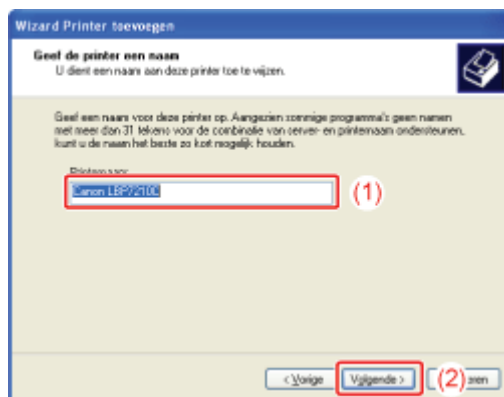 Wizard Printer toevoegen
Geef de printer een naam
U dient een naam aan deze printer toe te wijzen.
Geef een naam voor deze printer op. Aangezien sommige programma's geen namen
met meer dan 31 tekens voor de combinatie van server- en printernaam ondersteunen,
kunt u de naam het beste zo kort mogelijk houden.
Printernaam:
Canon LBP7210C
(1)
< Vorige
Volgende >
(2)